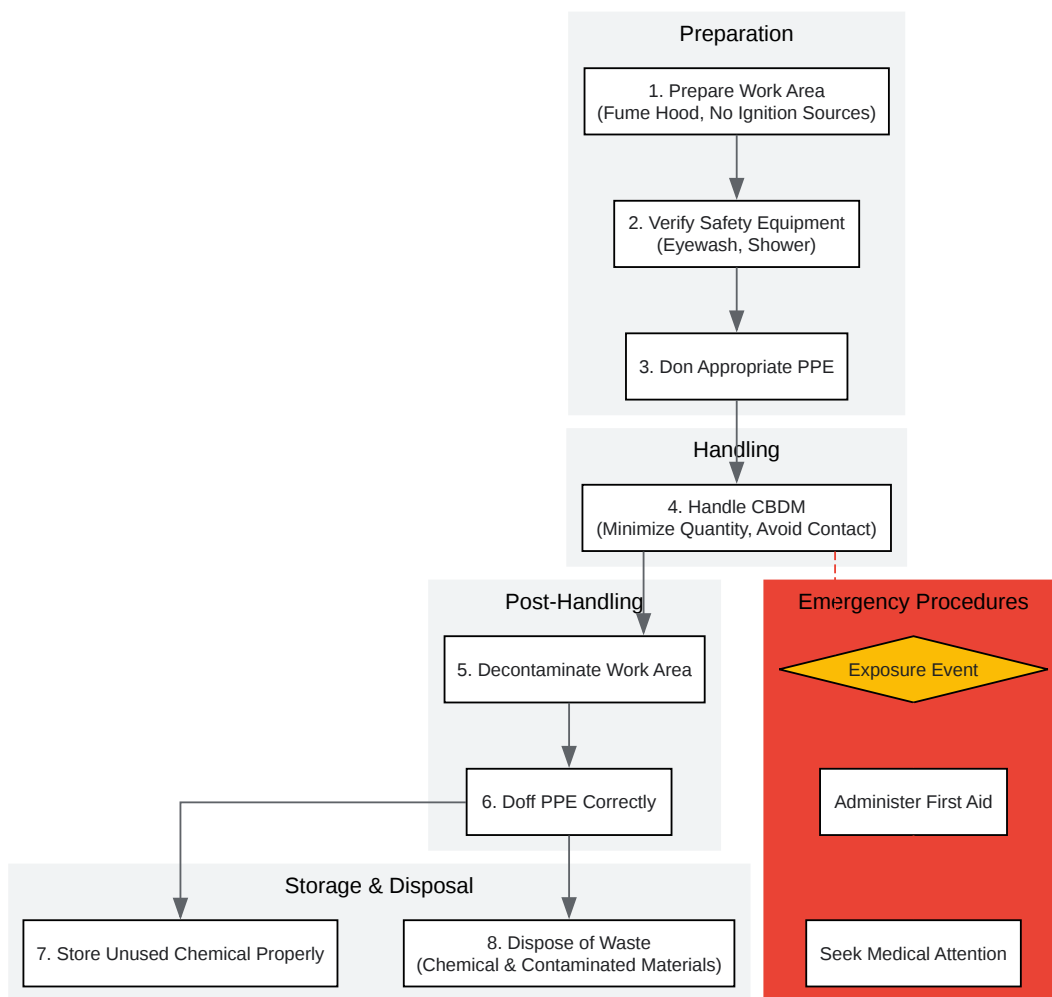 Preparation
1. Prepare Work Area
(Fume Hood, No Ignition Sources)
2. Verify Safety Equipment
(Eyewash, Shower)
3. Don Appropriate PPE
Handling
4. Handle CBDM
(Minimize Quantity, Avoid Contact)
Post-Handling
5. Decontaminate Work Area
6. Doff PPE Correctly
Emergency Procedures
Exposure Event
Administer First Aid
Seek Medical Attention
Storage & Disposal
7. Store Unused Chemical Properly
8. Dispose of Waste
(Chemical & Contaminated Materials)